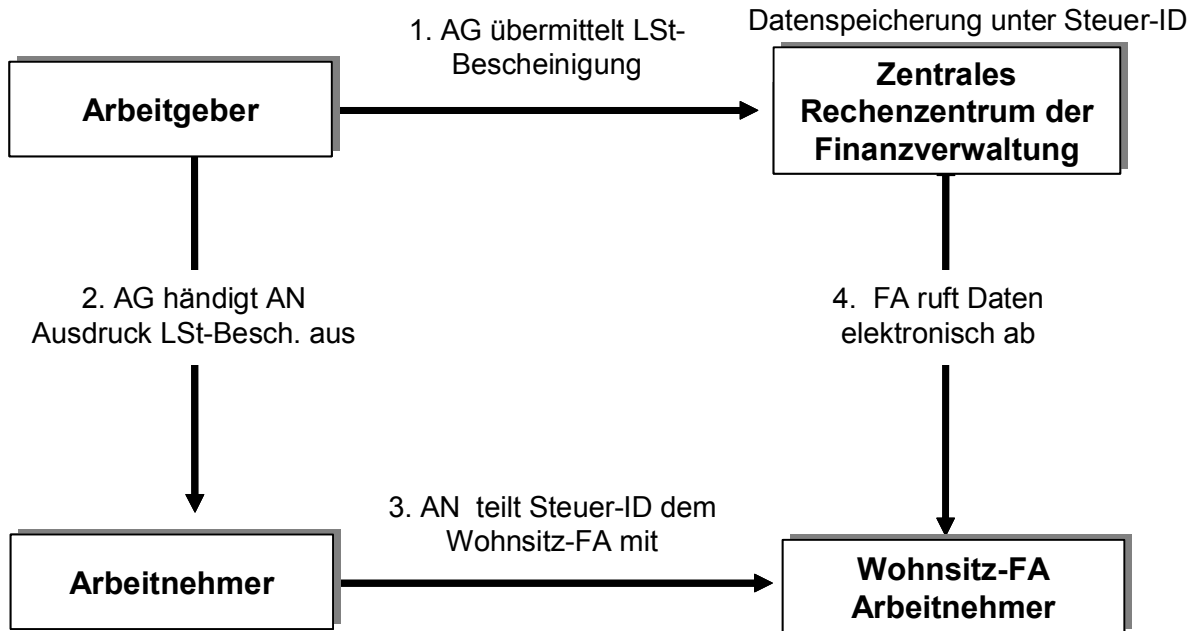 1. AG übermittelt LSt-
Bescheinigung
Datenspeicherung unter Steuer-ID
Arbeitgeber
Zentrales
Rechenzentrum der
Finanzverwaltung
2. AG händigt AN
Ausdruck LSt-Besch. aus
4. FA ruft Daten
elektronisch ab
3. AN teilt Steuer-ID dem
Wohnsitz-FA mit
Arbeitnehmer
Wohnsitz-FA
Arbeitnehmer